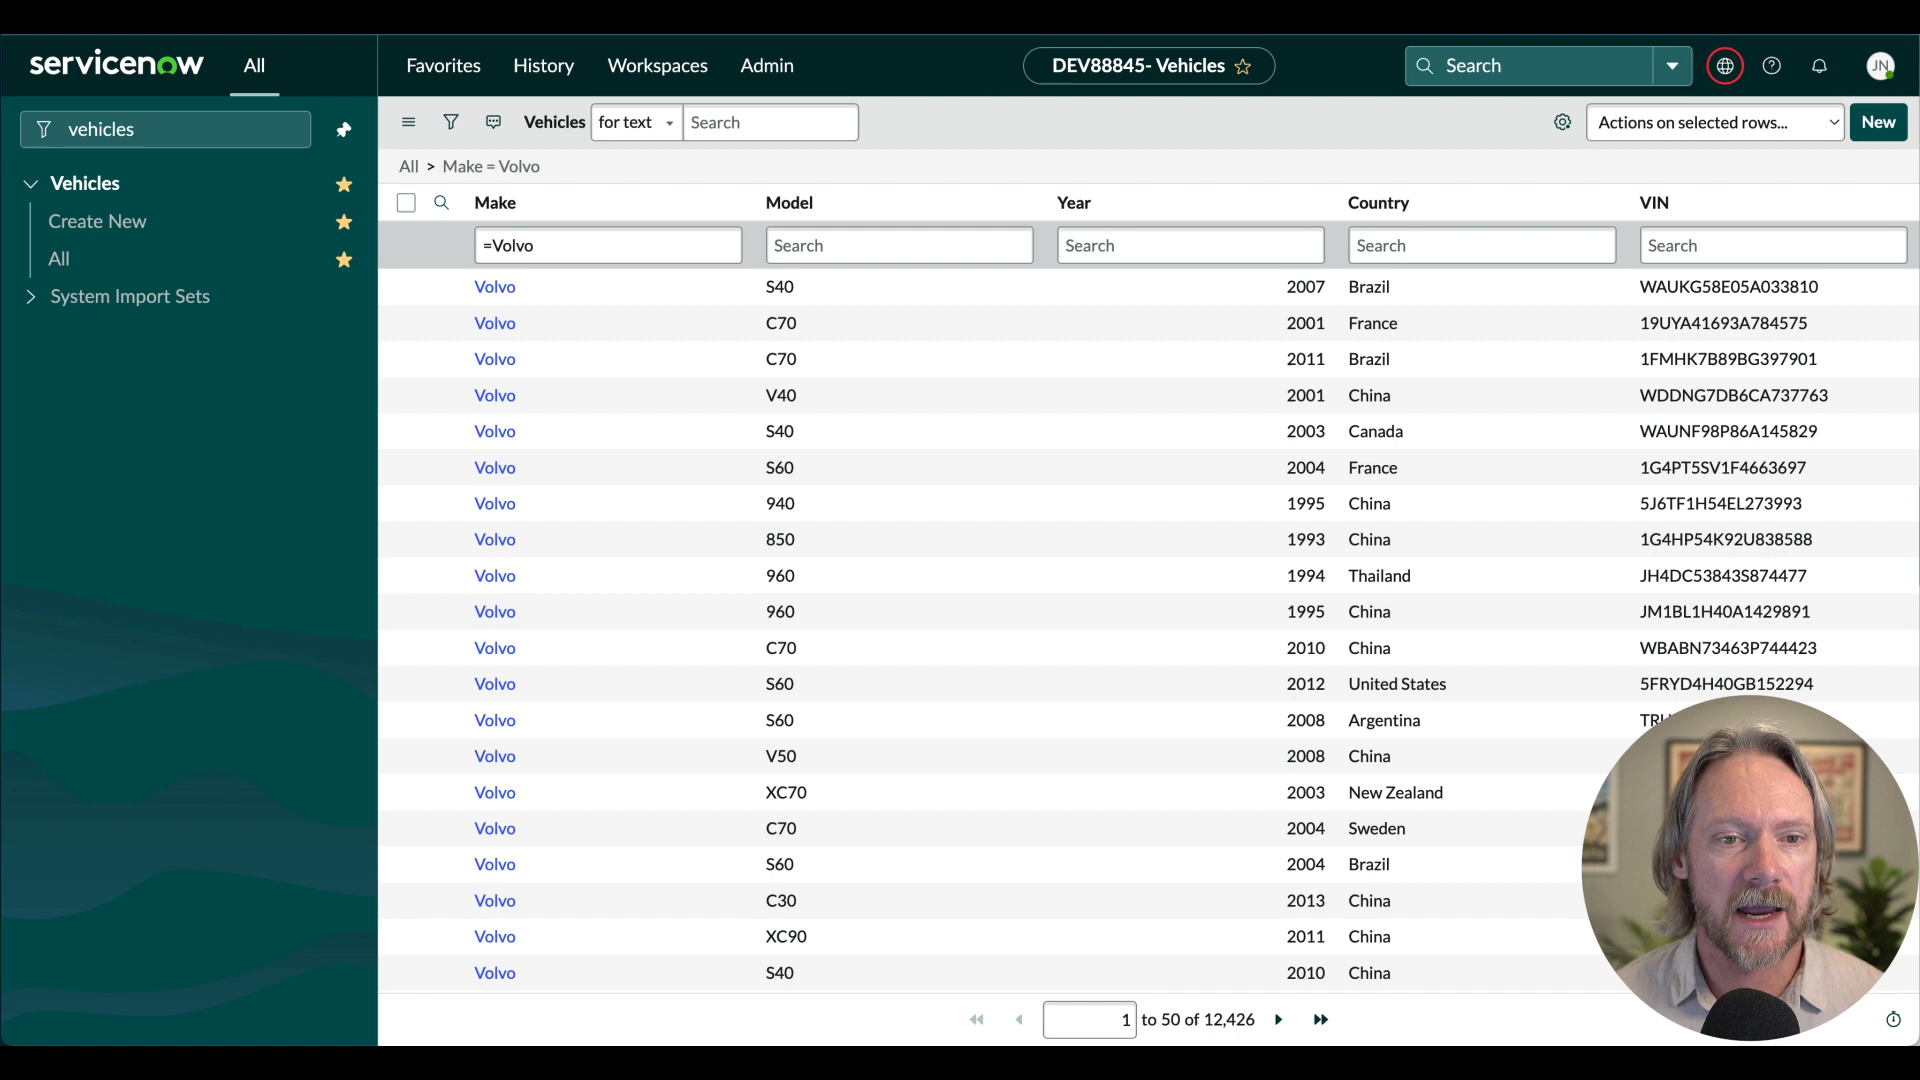 servicenow All Favorites History Workspaces Admin DEV88845- Vehicles Search JN
vehicles
Vehicles for text Search Actions on selected rows... New
Vehicles
Create New
All
System Import Sets
All > Make = Volvo
Make Model Year Country VIN
=Volvo Search Search Search Search
Volvo S40 2007 Brazil WAUKG58E05A033810
Volvo C70 2001 France 19UYA41693A784575
Volvo C70 2011 Brazil 1FMHK7B89BG397901
Volvo V40 2001 China WDDNG7DB6CA737763
Volvo S40 2003 Canada WAUNF98P86A145829
Volvo S60 2004 France 1G4PT5SV1F4663697
Volvo 940 1995 China 5J6TF1H54EL273993
Volvo 850 1993 China 1G4HP54K92U838588
Volvo 960 1994 Thailand JH4DC53843S874477
Volvo 960 1995 China JM1BL1H40A1429891
Volvo C70 2010 China WBABN73463P744423
Volvo S60 2012 United States 5FRYD4H40GB152294
Volvo S60 2008 Argentina
Volvo V50 2008 China
Volvo XC70 2003 New Zealand
Volvo C70 2004 Sweden
Volvo S60 2004 Brazil
Volvo C30 2013 China
Volvo XC90 2011 China
Volvo S40 2010 China
1 to 50 of 12,426